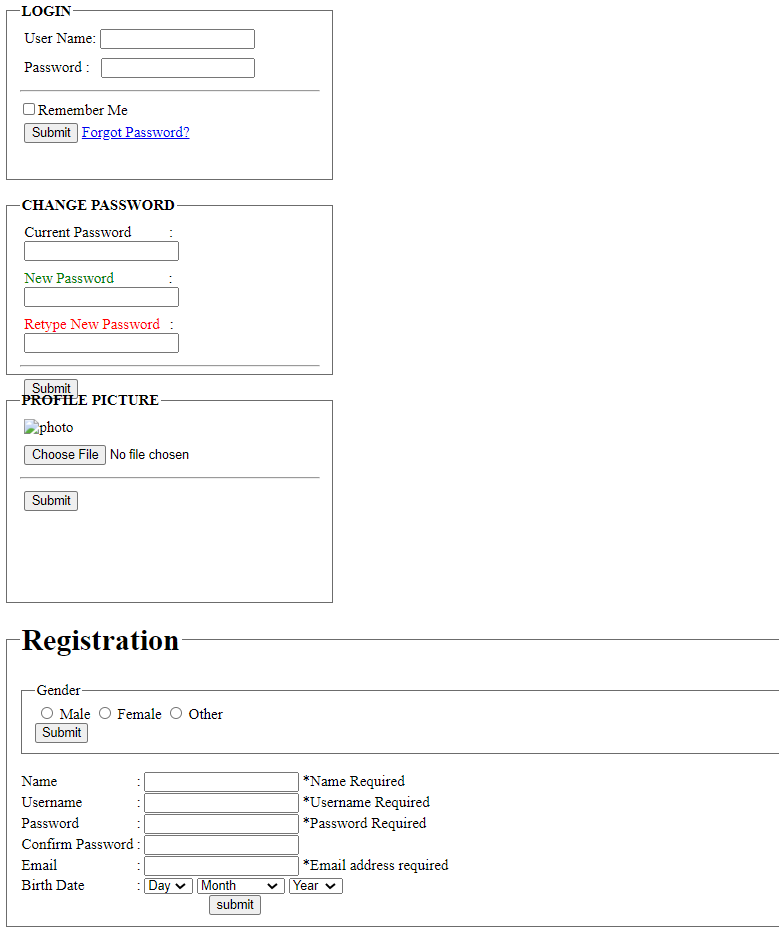 LOGIN
User Name:
Password :
Remember Me
Submit Forgot Password?
CHANGE PASSWORD
Current Password :
New Password :
Retype New Password :
Submit
PROFILE PICTURE
photo
Choose File No file chosen
Submit
Registration
Gender
Male Female Other
Submit
Name : *Name Required
Username : *Username Required
Password : *Password Required
Confirm Password :
Email : *Email address required
Birth Date : Day Month Year
submit